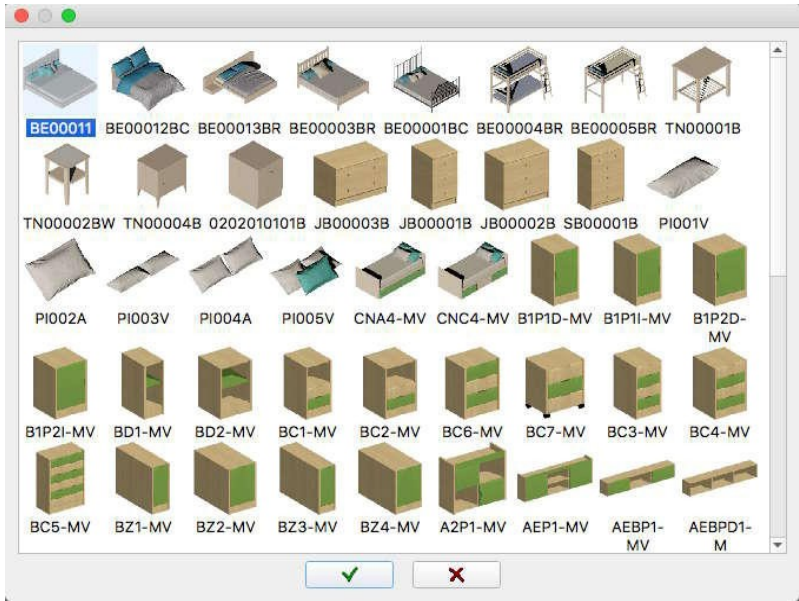 BE00011 BE00012BC BE00013BR BE00003BR BE00001BC BE00004BR BE00005BR TN00001B
TN00002BW TN00004B 0202010101B JB00003B JB00001B JB00002B SB00001B PI001V
PI002A PI003V PI004A PI005V CNA4-MV CNC4-MV B1P1D-MV B1P1I-MV B1P2D-
MV
B1P2I-MV BD1-MV BD2-MV BC1-MV BC2-MV BC6-MV BC7-MV BC3-MV BC4-MV
BC5-MV BZ1-MV BZ2-MV BZ3-MV BZ4-MV A2P1-MV AEP1-MV AEBP1- AEBPD1-
MV M